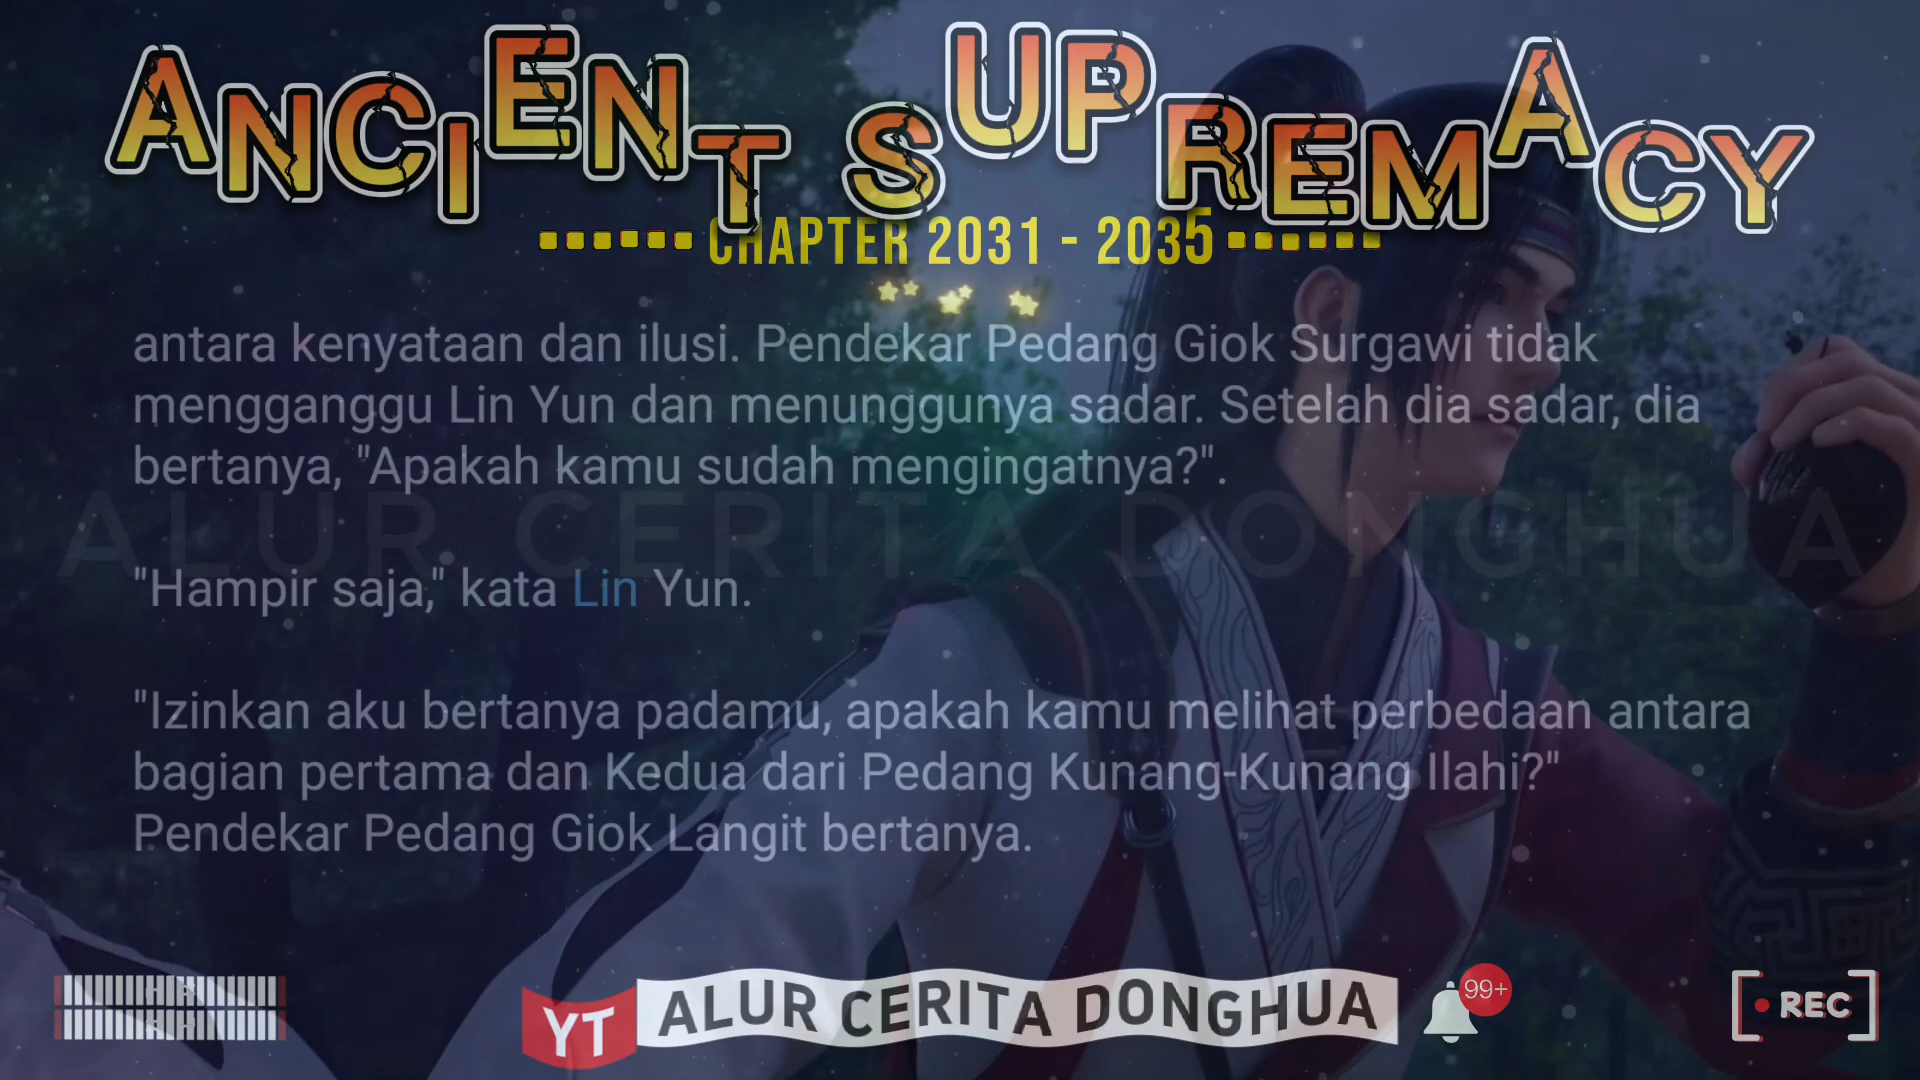 ANCIENT SUPREMACY
CHAPTER 2031 - 2035
antara kenyataan dan ilusi. Pendekar Pedang Giok Surgawi tidak
mengganggu Lin Yun dan menunggunya sadar. Setelah dia sadar, dia
bertanya, "Apakah kamu sudah mengingatnya?".
ALUR CERITA DONGHUA
"Hampir saja," kata Lin Yun.
"Izinkan aku bertanya padamu, apakah kamu melihat perbedaan antara
bagian pertama dan Kedua dari Pedang Kunang-Kunang Ilahi?"
Pendekar Pedang Giok Langit bertanya.
YT ALUR CERITA DONGHUA 99+
REC